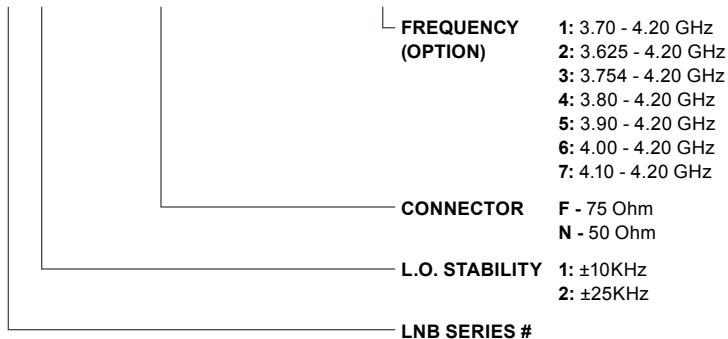 FREQUENCY (OPTION)
1: 3.70 - 4.20 GHz
2: 3.625 - 4.20 GHz
3: 3.754 - 4.20 GHz
4: 3.80 - 4.20 GHz
5: 3.90 - 4.20 GHz
6: 4.00 - 4.20 GHz
7: 4.10 - 4.20 GHz
CONNECTOR
F - 75 Ohm
N - 50 Ohm
L.O. STABILITY
1: ±10KHz
2: ±25KHz
LNB SERIES #